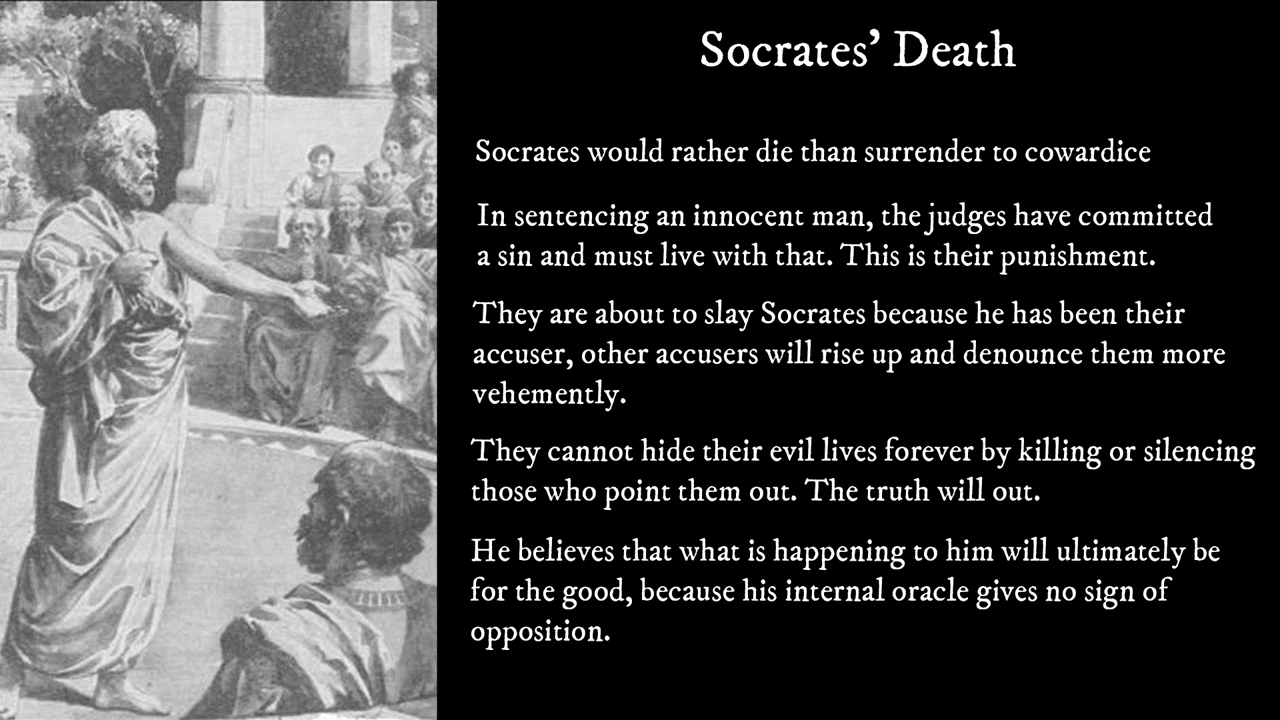 Socrates’ Death
Socrates would rather die than surrender to cowardice
In sentencing an innocent man, the judges have committed
a sin and must live with that. This is their punishment.
They are about to slay Socrates because he has been their
accuser, other accusers will rise up and denounce them more
vehemently.
They cannot hide their evil lives forever by killing or silencing
those who point them out. The truth will out.
He believes that what is happening to him will ultimately be
for the good, because his internal oracle gives no sign of
opposition.